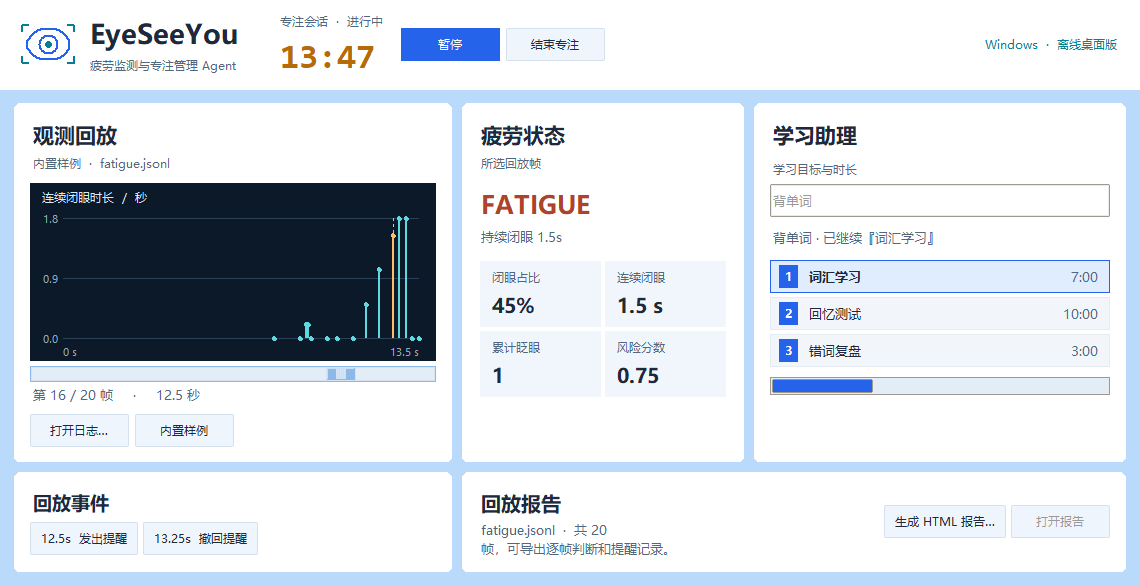 EyeSeeYou
疲劳监测与专注管理 Agent
专注会话 · 进行中
13:47
暂停
结束专注
Windows · 离线桌面版
观测回放
内置样例 · fatigue.jsonl
连续闭眼时长 / 秒
1.8
0.9
0.0
0 s
13.5 s
第 16 / 20 帧 · 12.5 秒
打开日志...
内置样例
疲劳状态
所选回放帧
FATIGUE
持续闭眼 1.5s
闭眼占比
45%
连续闭眼
1.5 s
累计眨眼
1
风险分数
0.75
学习助理
学习目标与时长
背单词
背单词 · 已继续『词汇学习』
1 词汇学习 7:00
2 回忆测试 10:00
3 错词复盘 3:00
回放事件
12.5s 发出提醒
13.25s 撤回提醒
回放报告
fatigue.jsonl · 共 20
帧，可导出逐帧判断和提醒记录。
生成 HTML 报告...
打开报告